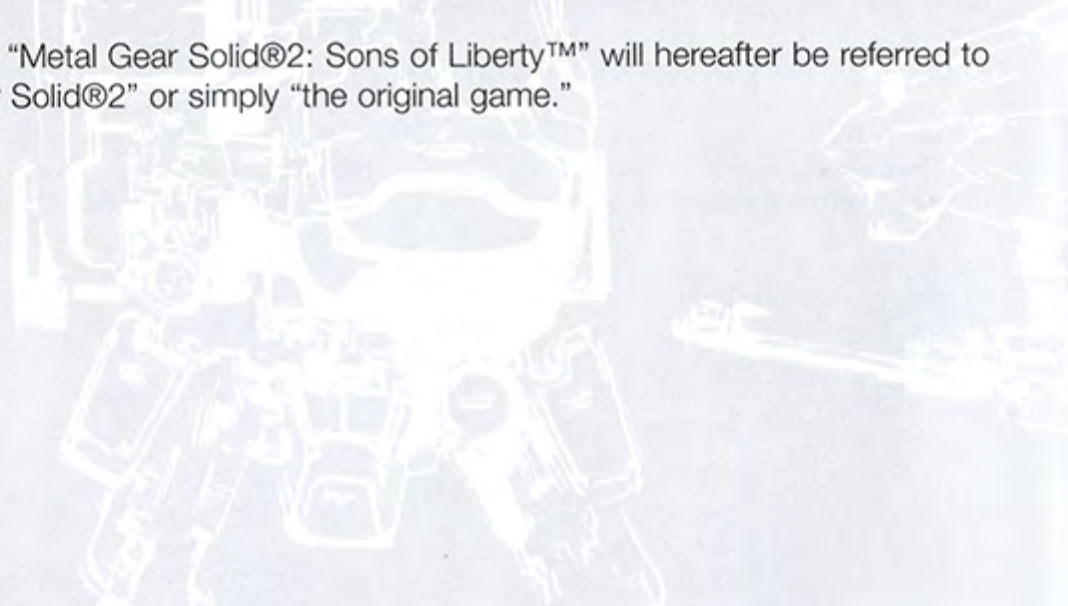 “Metal Gear Solid®2: Sons of Liberty™” will hereafter be referred to
Solid®2” or simply “the original game.”